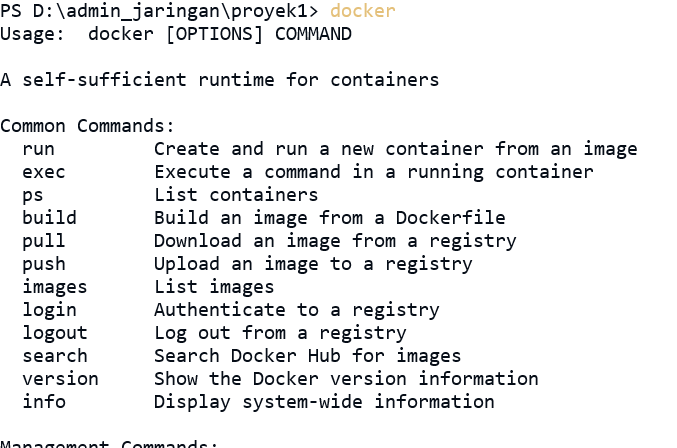 PS D:\admin_jaringan\proyek1> docker
Usage:  docker [OPTIONS] COMMAND
A self-sufficient runtime for containers
Common Commands:
  run         Create and run a new container from an image
  exec        Execute a command in a running container
  ps          List containers
  build       Build an image from a Dockerfile
  pull        Download an image from a registry
  push        Upload an image to a registry
  images      List images
  login       Authenticate to a registry
  logout      Log out from a registry
  search      Search Docker Hub for images
  version     Show the Docker version information
  info        Display system-wide information
Management Commands: